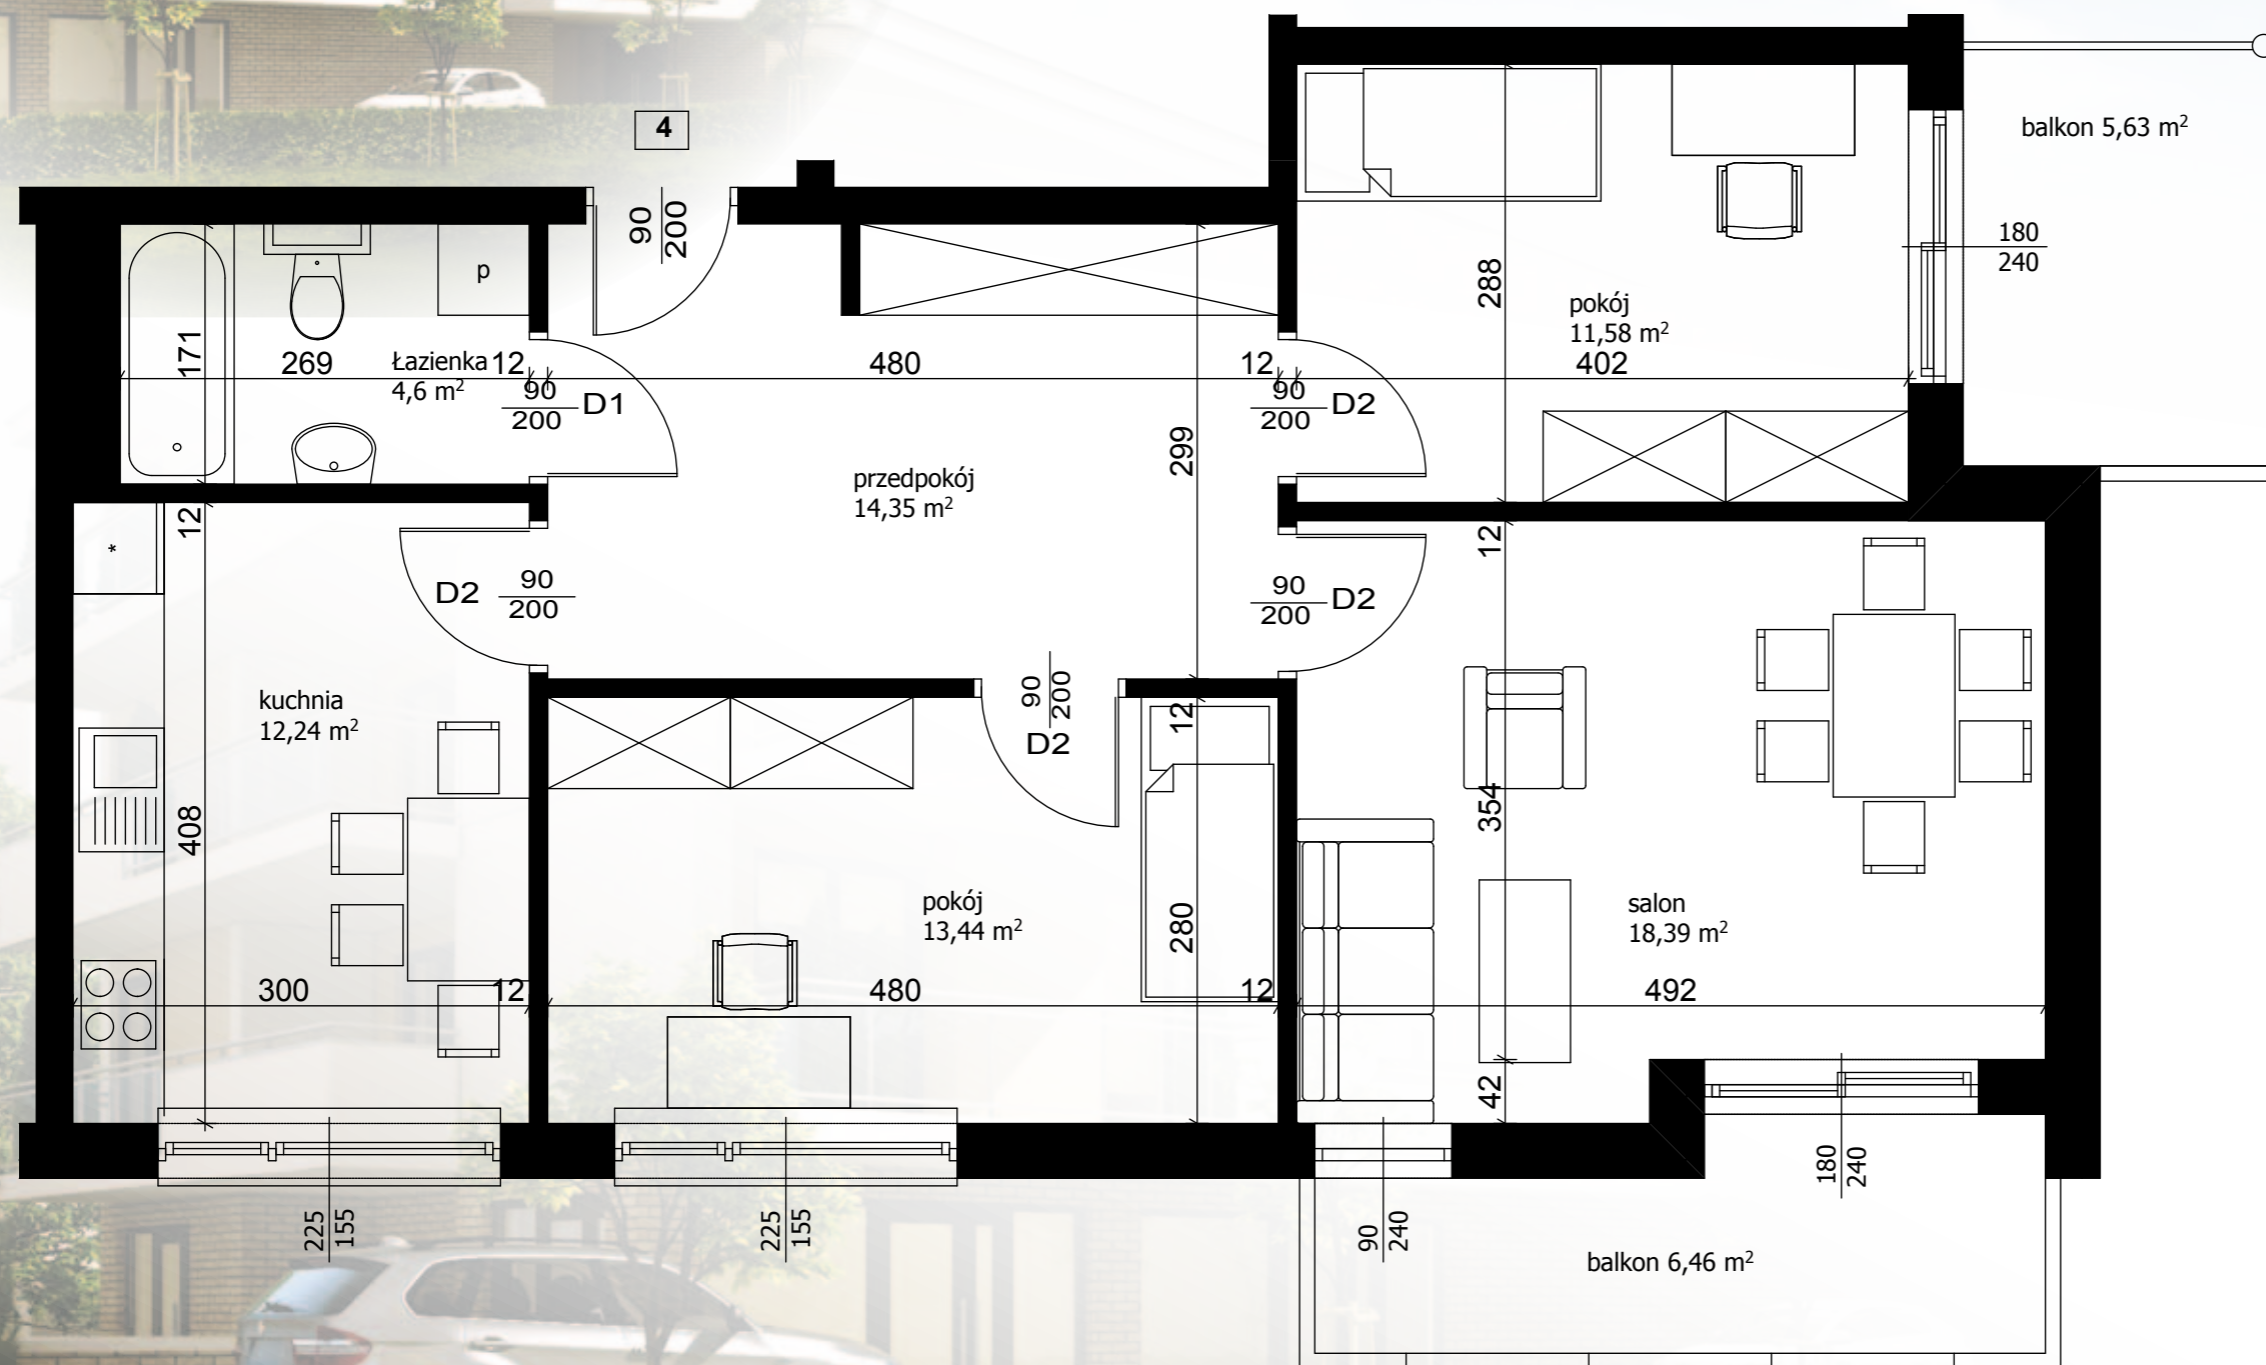 4
90
200
balkon 5,63 m²
180
240
p
171
269
Łazienka
4,6 m²
12
90
200
D1
480
12
90
200
D2
288
pokój
11,58 m²
402
299
przedpokój
14,35 m²
12
*
D2
90
200
12
90
200
D2
90
200
D2
12
kuchnia
12,24 m²
408
354
pokój
13,44 m²
280
salon
18,39 m²
300
12
480
12
492
42
225
155
225
155
90
240
180
240
balkon 6,46 m²